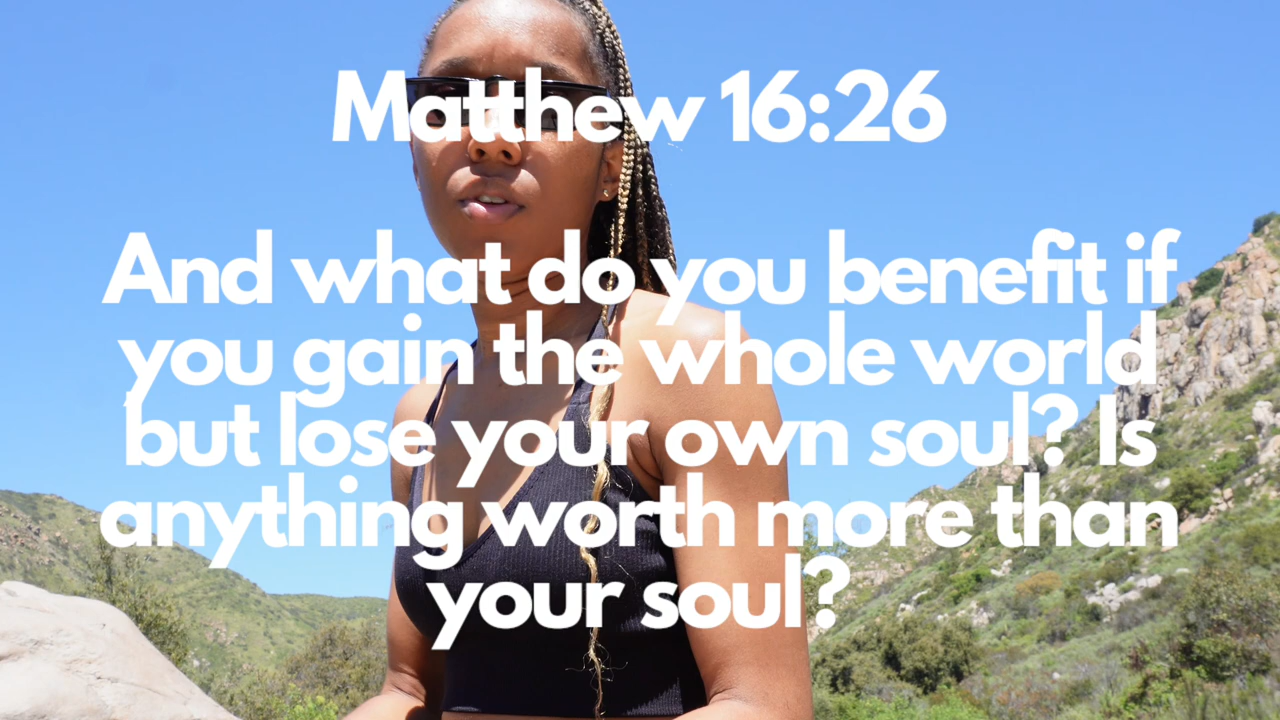 Matthew 16:26
And what do you benefit if
you gain the whole world
but lose your own soul? Is
anything worth more than
your soul?